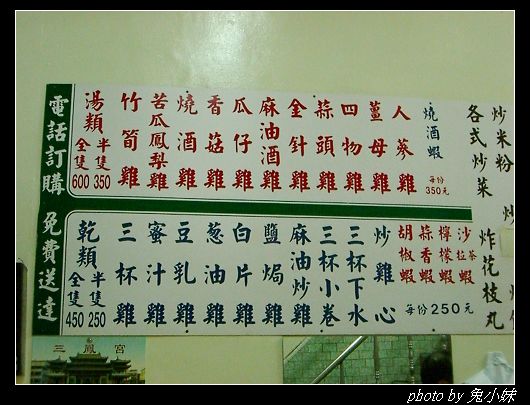 電話訂購
湯類
全隻 600
半隻 350
竹筍雞
苦瓜鳳梨雞
燒酒雞
香菇雞
瓜仔雞
麻油酒雞
金針雞
蒜頭雞
四物雞
薑母雞
人蔘雞
燒酒蝦
每份350元
免費送達
乾類
全隻 450
半隻 250
三杯雞
蜜汁雞
豆乳雞
葱油雞
白片雞
鹽焗雞
麻油炒雞
三杯小卷
三杯下水
炒雞心
胡椒蝦
蒜香蝦
檸檬蝦
沙拉蝦
每份250元
炒米粉
各式炒菜
炸花枝丸
三鳳宮
photo by 兔小妹